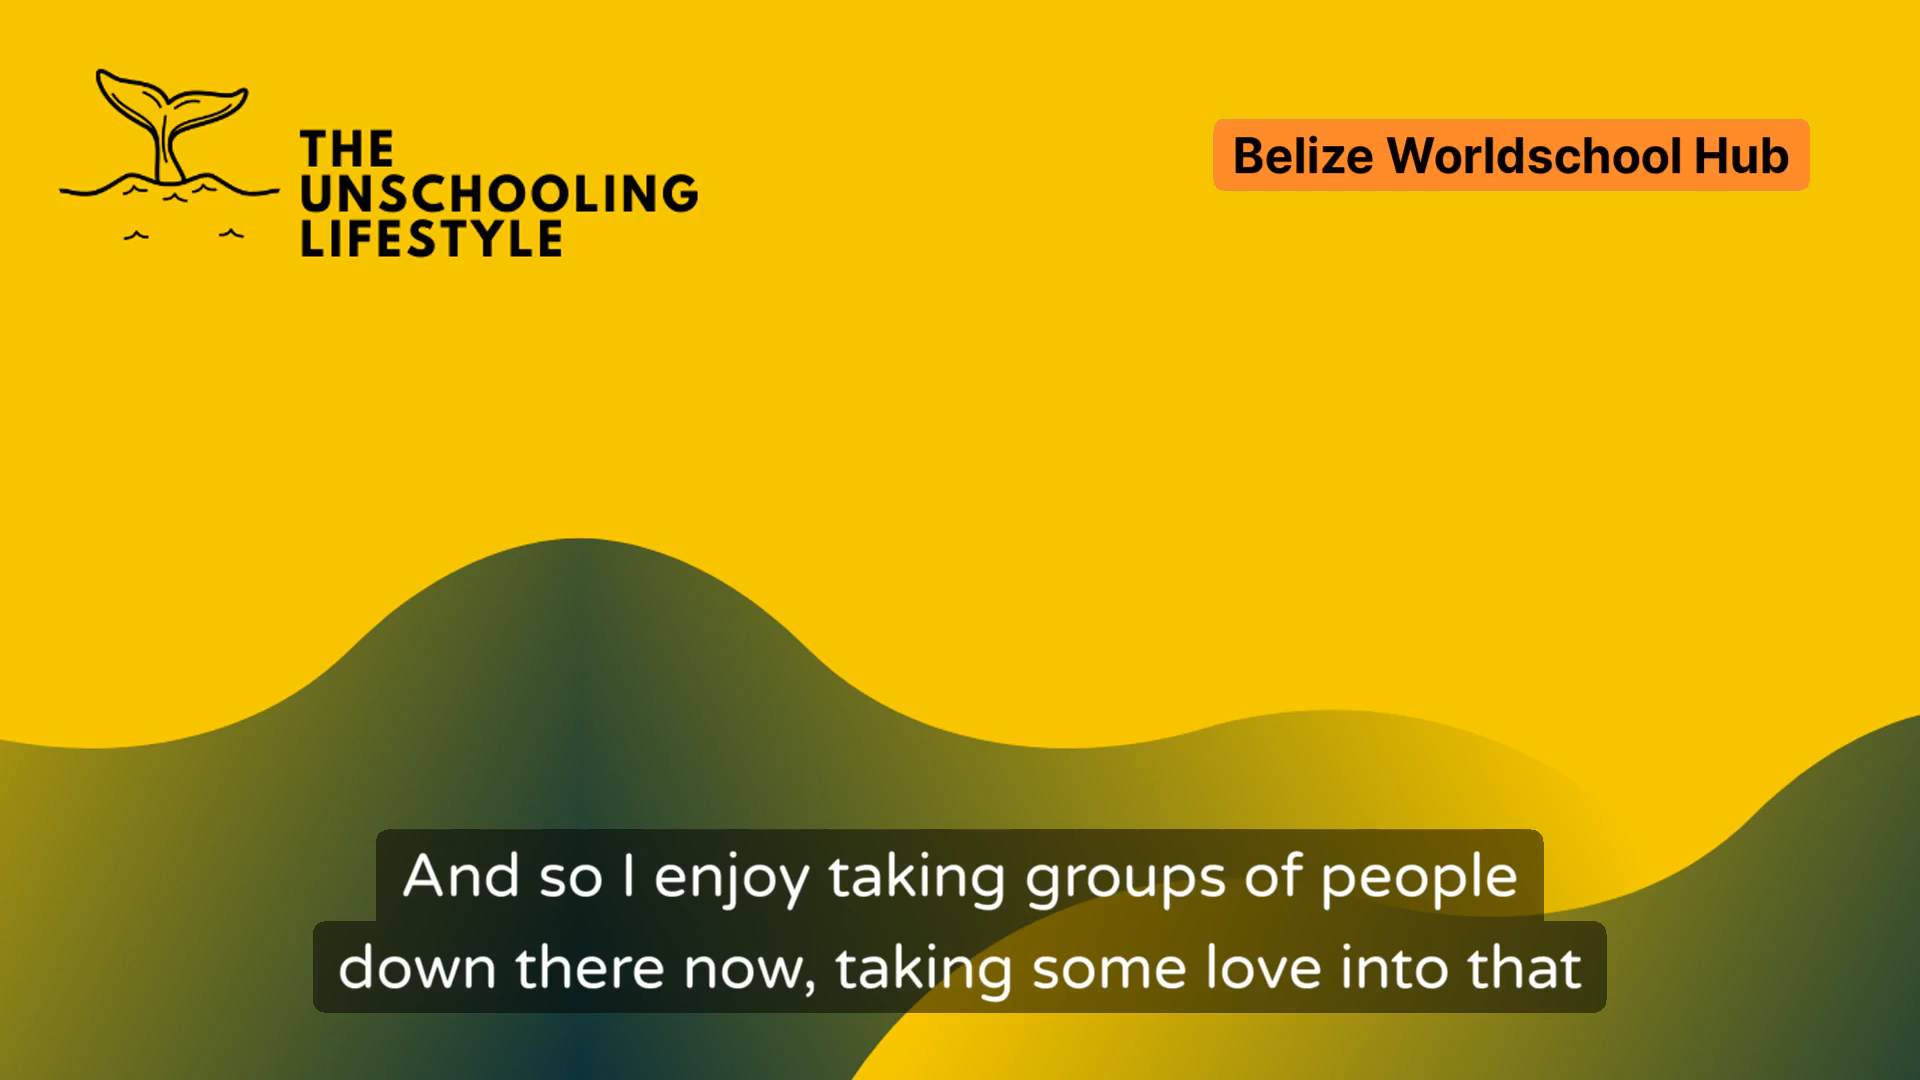 THE
UNSCHOOLING
LIFESTYLE
Belize Worldschool Hub
And so I enjoy taking groups of people
down there now, taking some love into that